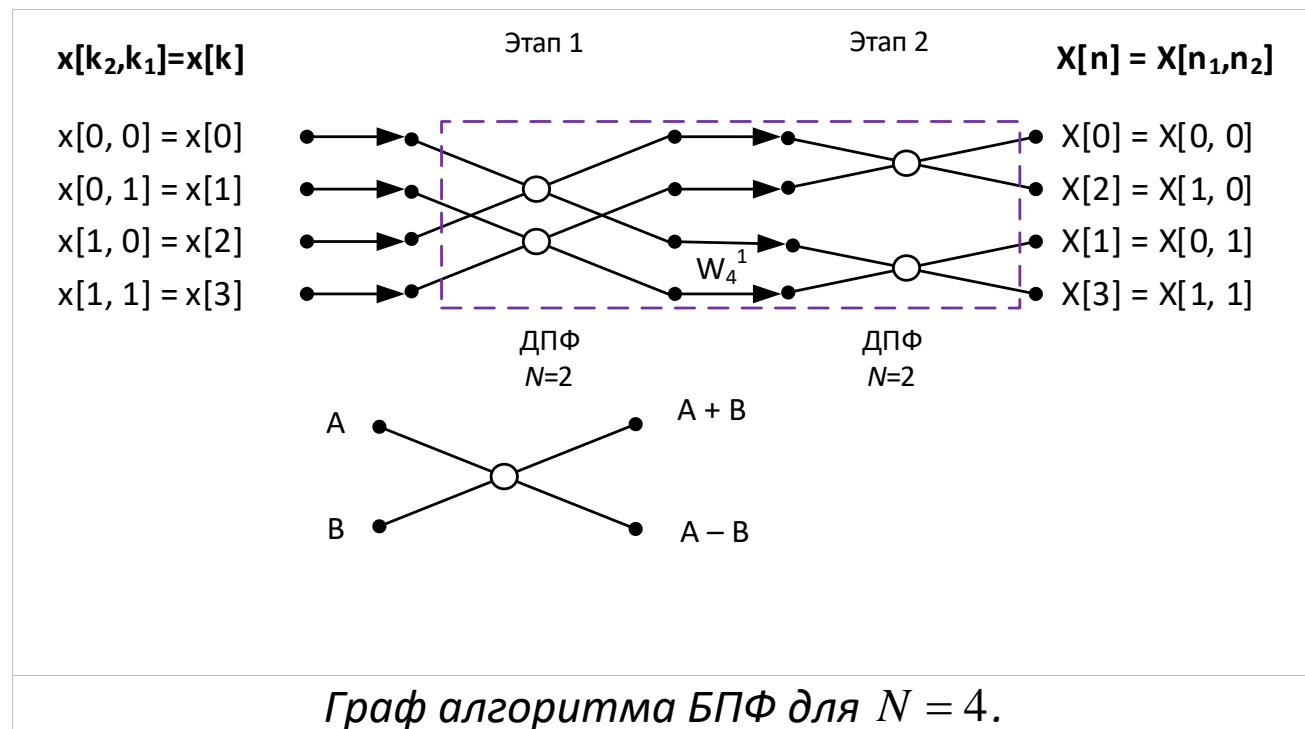 Этап 1 Этап 2
x[k₂,k₁]=x[k] X[n] = X[n₁,n₂]
x[0, 0] = x[0] X[0] = X[0, 0]
x[0, 1] = x[1] X[2] = X[1, 0]
x[1, 0] = x[2] X[1] = X[0, 1]
W₄¹
x[1, 1] = x[3] X[3] = X[1, 1]
ДПФ ДПФ
N=2 N=2
A A + B
B A – B
Граф алгоритма БПФ для N = 4.